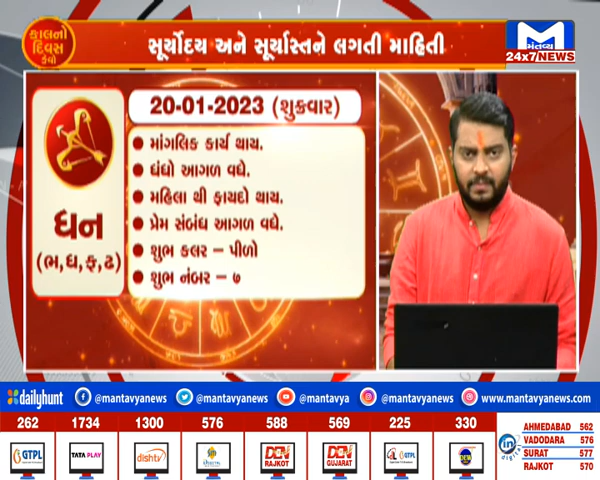 કાલનો
દિવસ
કેવો
સૂર્યોદય અને સૂર્યાસ્તને લગતી માહિતી
મંતવ્ય
24x7NEWS
20-01-2023 (શુક્રવાર)
માંગલિક કાર્ય થાય.
ધંધો આગળ વધે.
મહિલા થી ફાયદો થાય.
પ્રેમ સંબંધ આગળ વધે.
શુભ કલર – પીળો
શુભ નંબર – ૭
ધન
(ભ,ધ,ફ,ઢ)
dailyhunt @mantavyanews @mantavyanews @mantavya @mantavyanews www.mantavyanews.com
262 1734 1300 576 588 569 225 330
GTPL TATA PLAY dishtv DEN RAJKOT DEN GUJARAT GTPL
in digital
AHMEDABAD 562
VADODARA 576
SURAT 577
RAJKOT 570